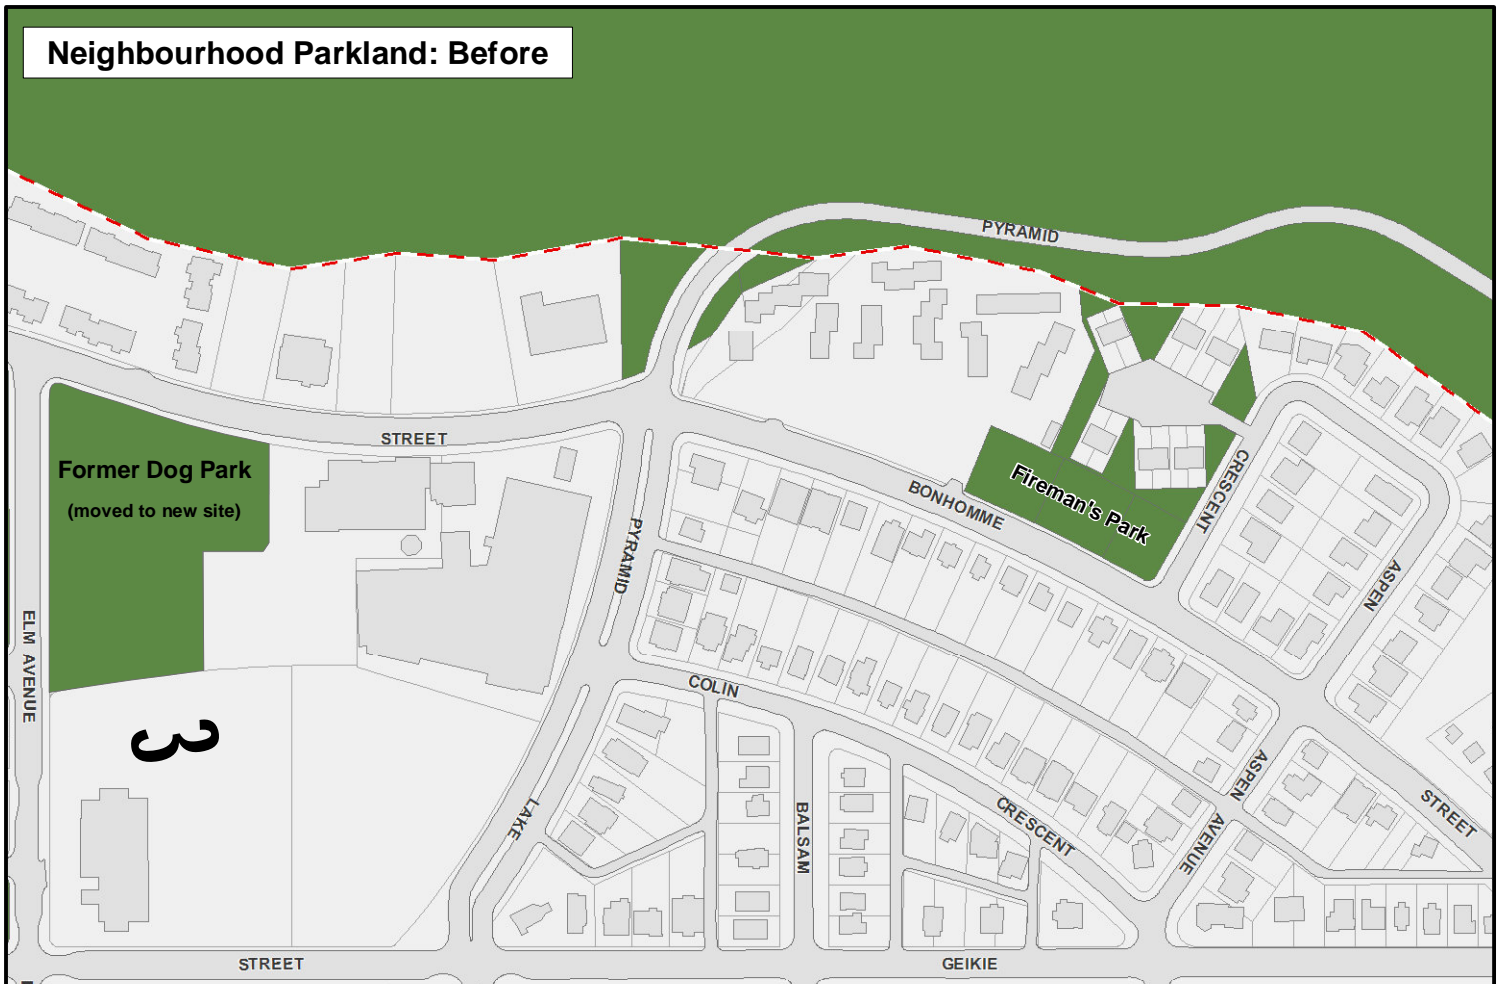 Neighbourhood Parkland: Before
PYRAMID
STREET
Former Dog Park
(moved to new site)
Fireman's Park
BONHOMME
CRESCENT
PYRAMID
ASPEN
ELM AVENUE
COLIN
3
LAKE
BALSAM
CRESCENT
ASPEN
AVENUE
STREET
STREET
GEIKIE